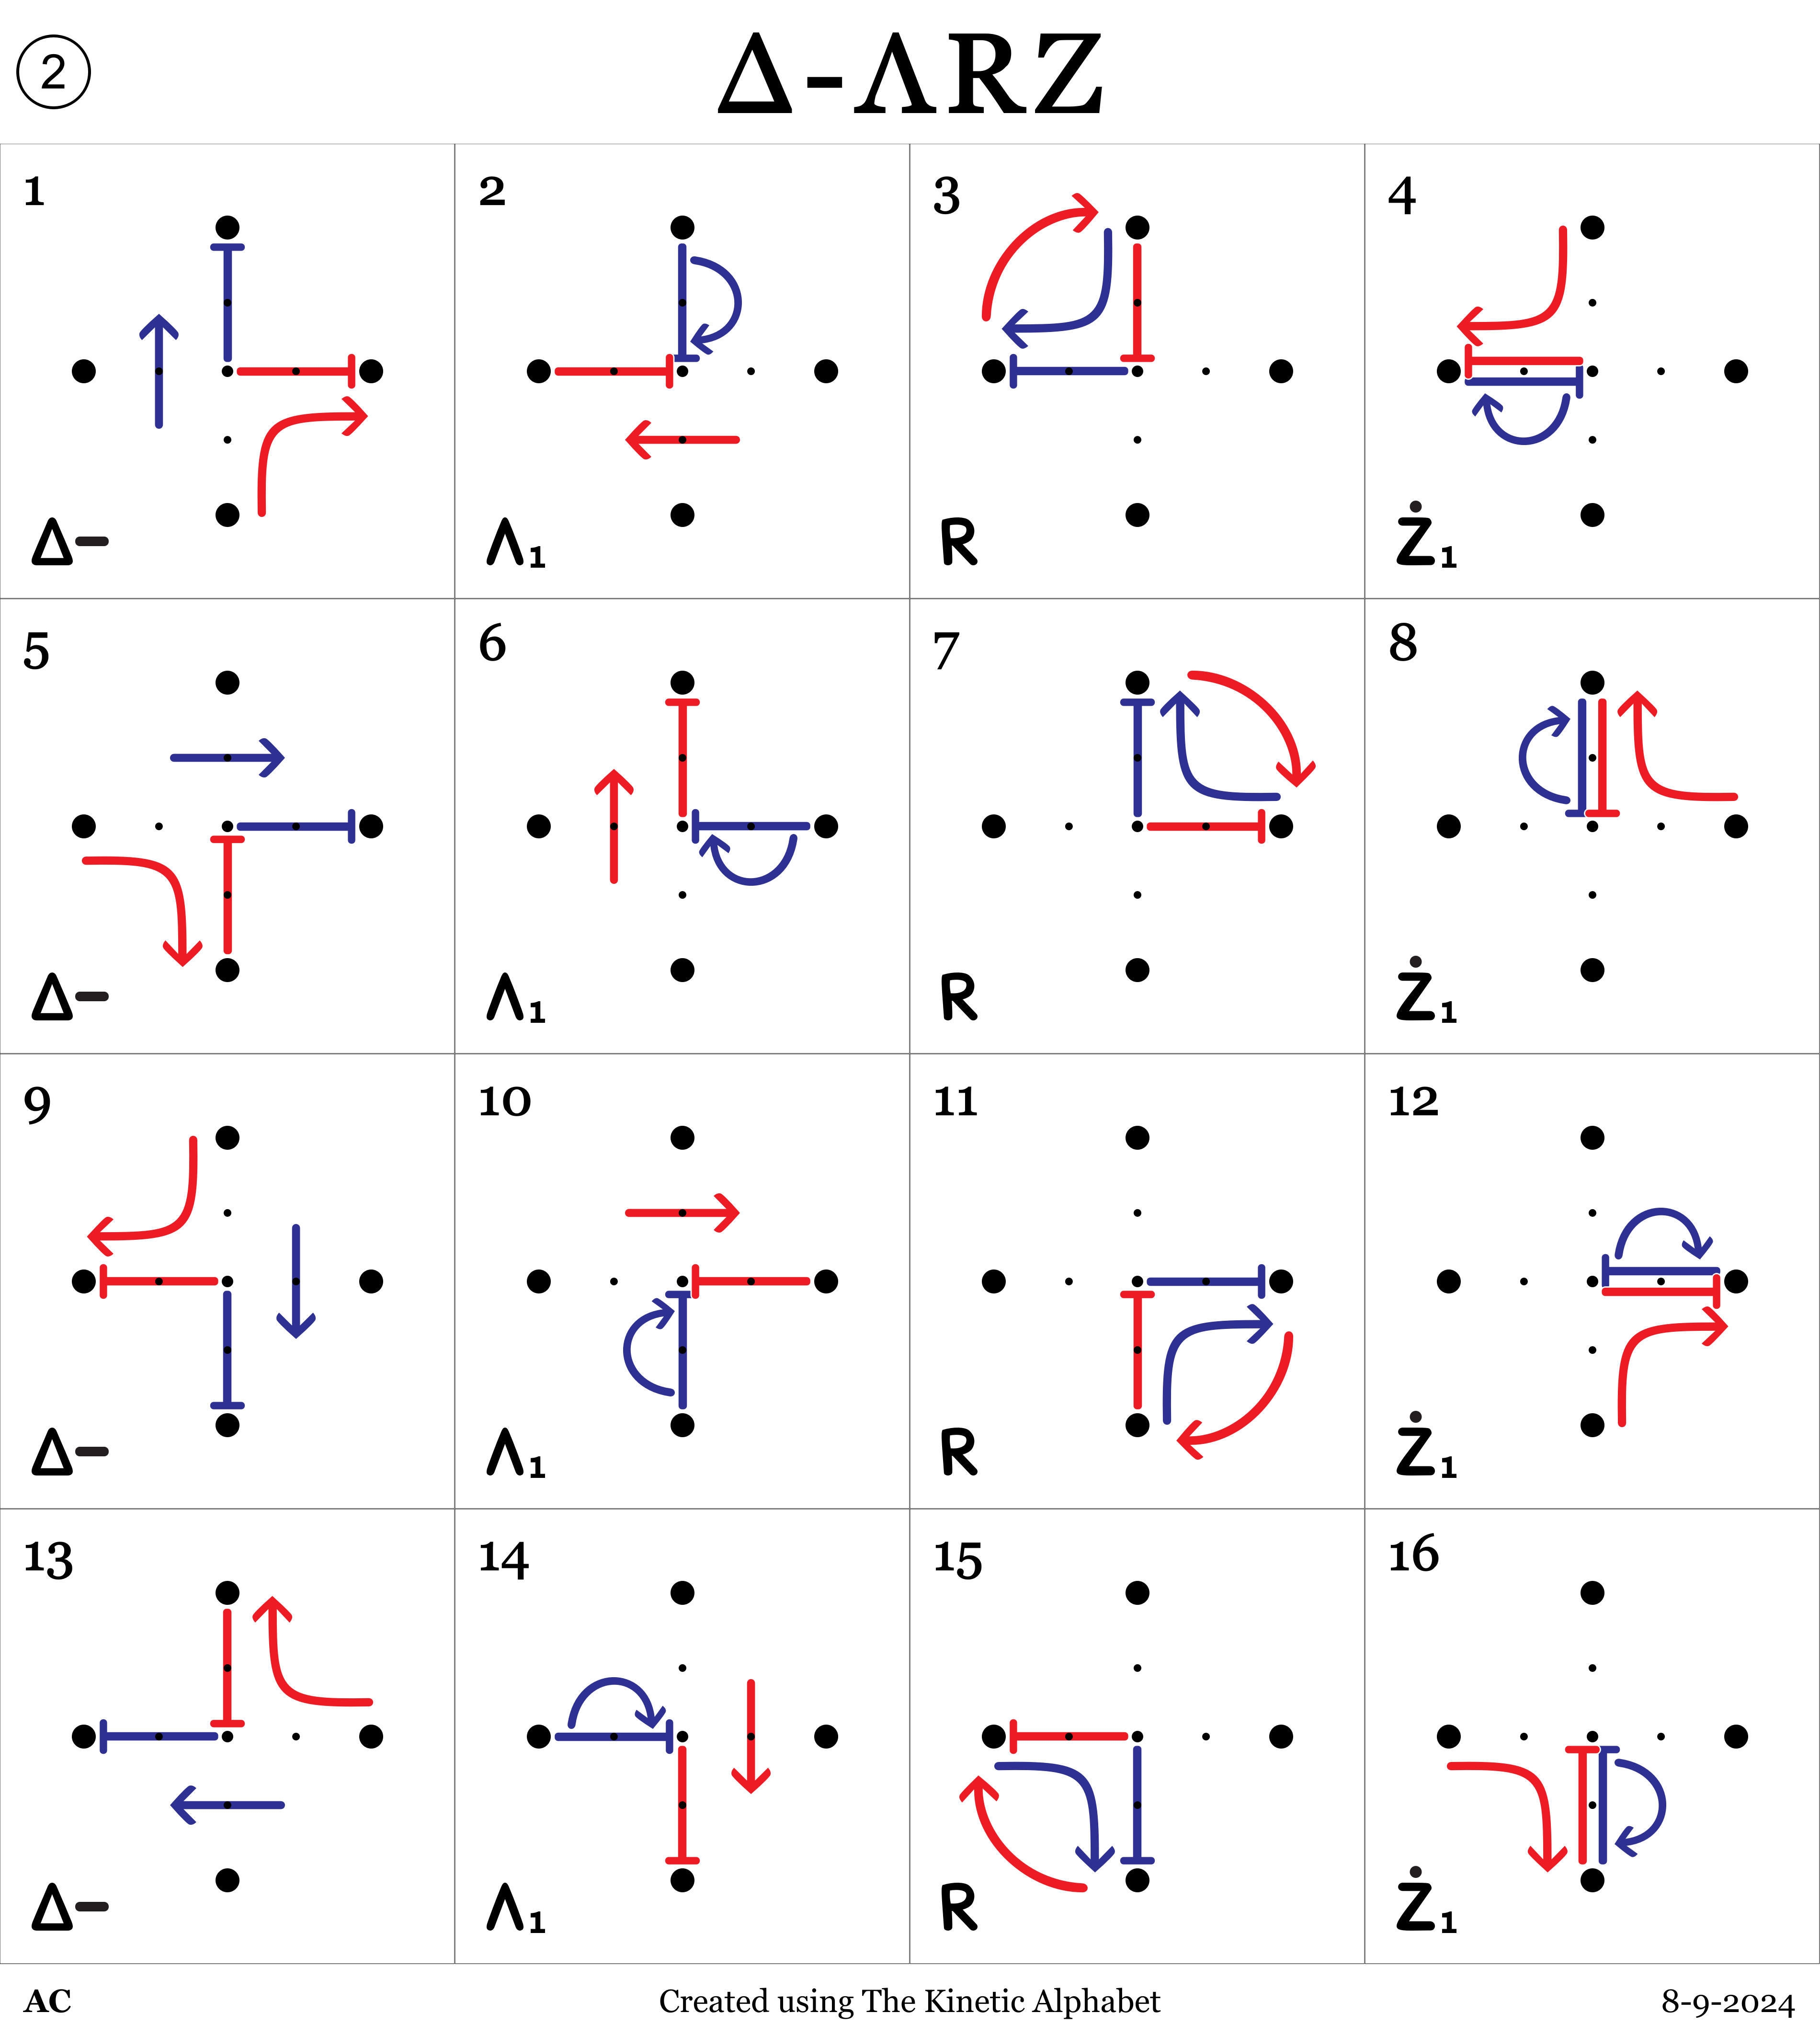 2
Δ-ΛRZ
1
2
3
4
Δ-
Λ1
R
Ż1
5
6
7
8
Δ-
Λ1
R
Ż1
9
10
11
12
Δ-
Λ1
R
Ż1
13
14
15
16
Δ-
Λ1
R
Ż1
AC
Created using The Kinetic Alphabet
8-9-2024